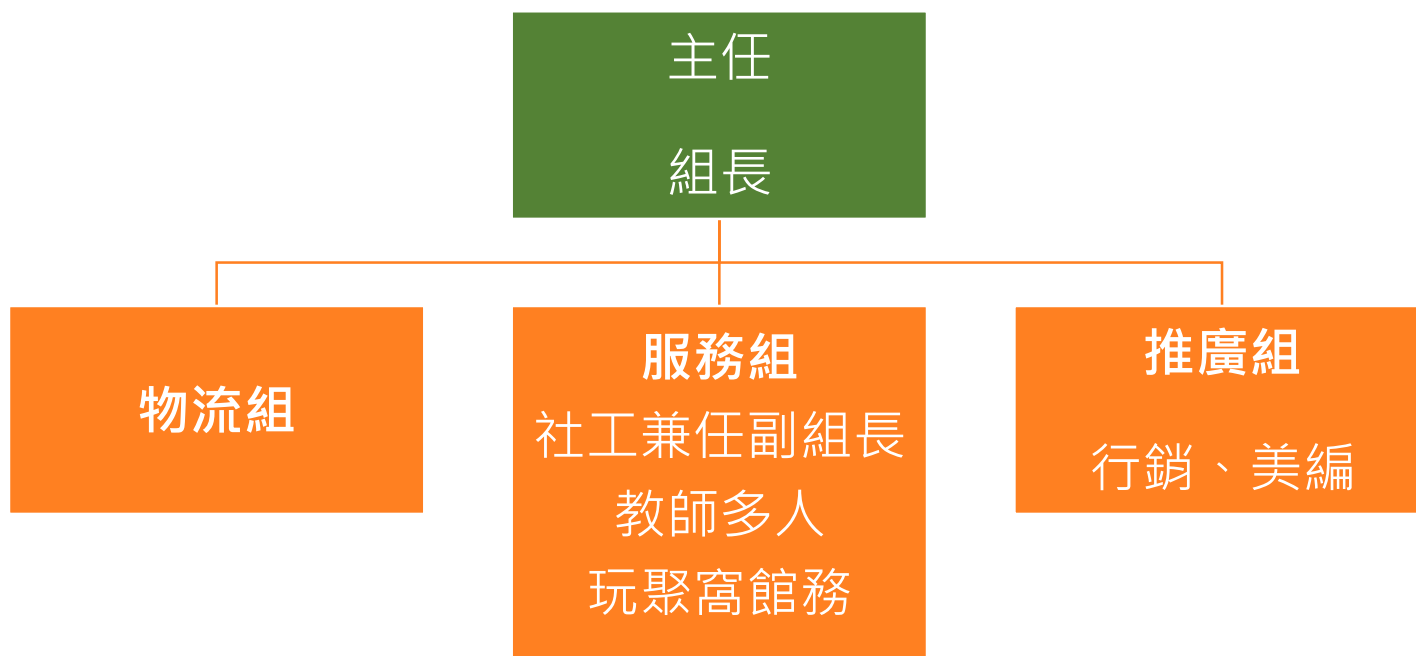 主任
組長
物流組
服務組
社工兼任副組長
教師多人
玩聚窩館務
推廣組
行銷、美編